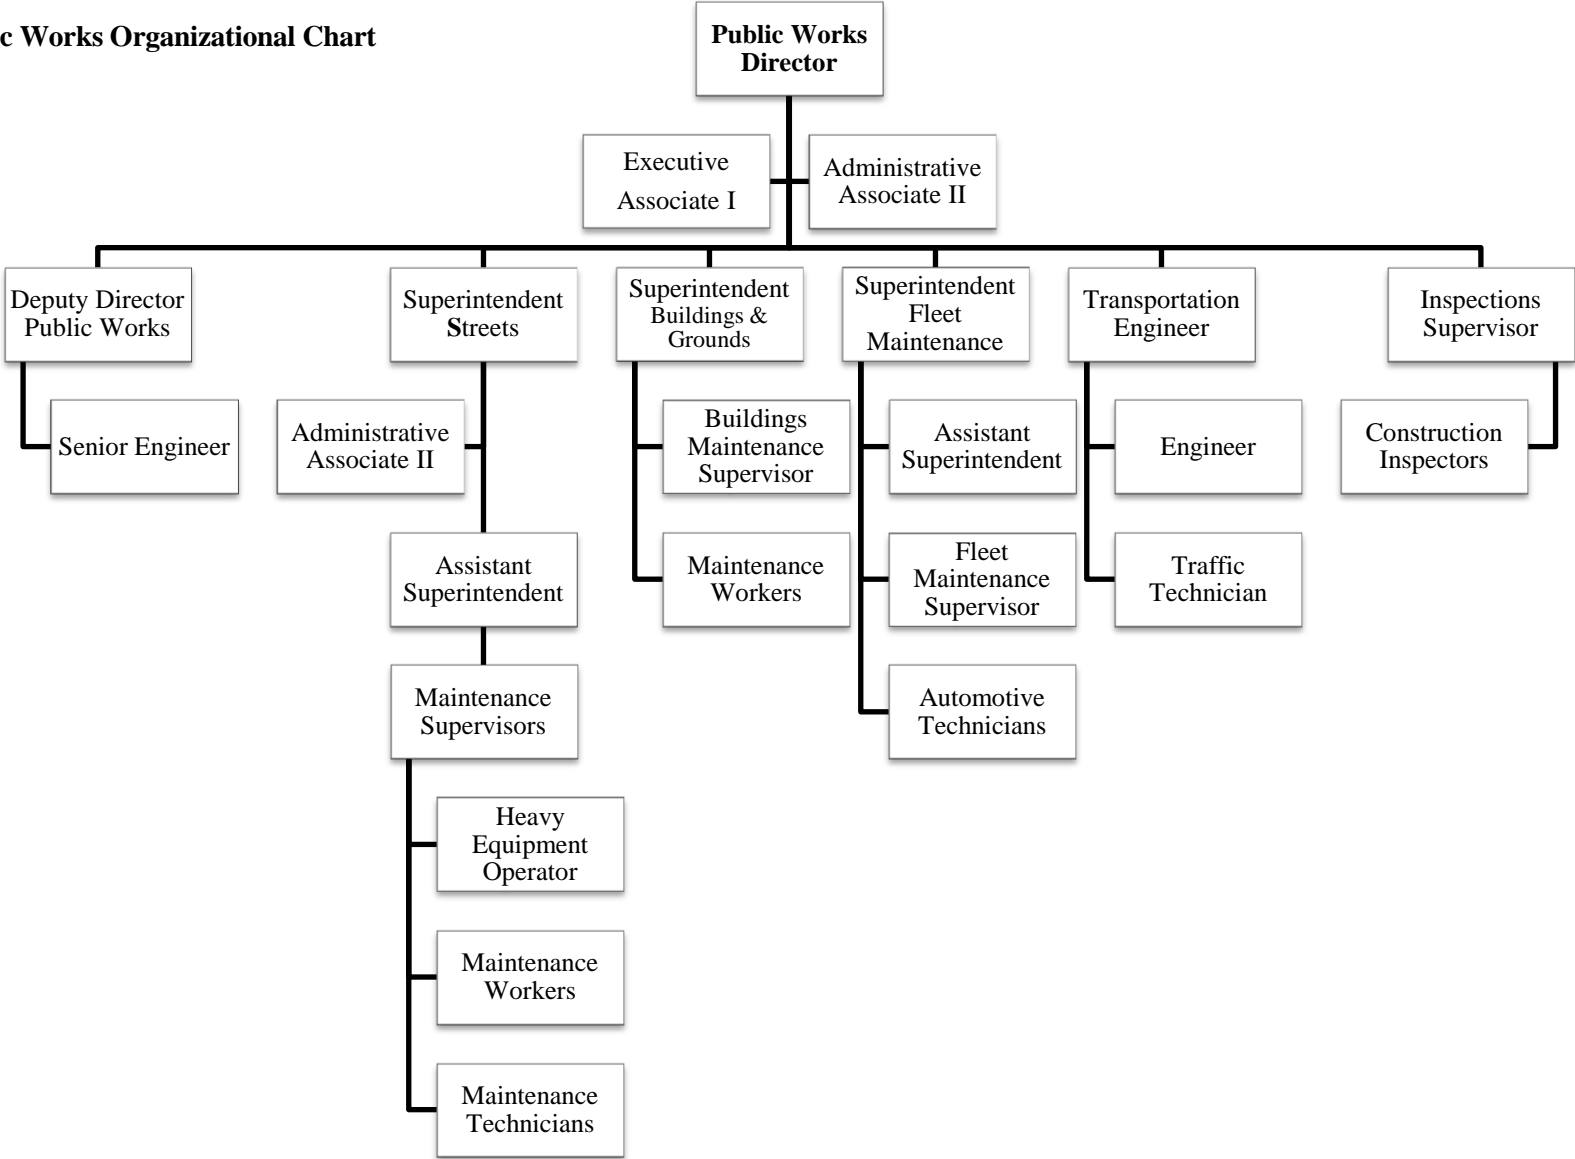 c Works Organizational Chart
Public Works
Director
Executive
Associate I
Administrative
Associate II
Deputy Director
Public Works
Superintendent
Streets
Superintendent
Buildings &
Grounds
Superintendent
Fleet
Maintenance
Transportation
Engineer
Inspections
Supervisor
Senior Engineer
Administrative
Associate II
Buildings
Maintenance
Supervisor
Assistant
Superintendent
Engineer
Construction
Inspectors
Assistant
Superintendent
Maintenance
Workers
Fleet
Maintenance
Supervisor
Traffic
Technician
Maintenance
Supervisors
Automotive
Technicians
Heavy
Equipment
Operator
Maintenance
Workers
Maintenance
Technicians